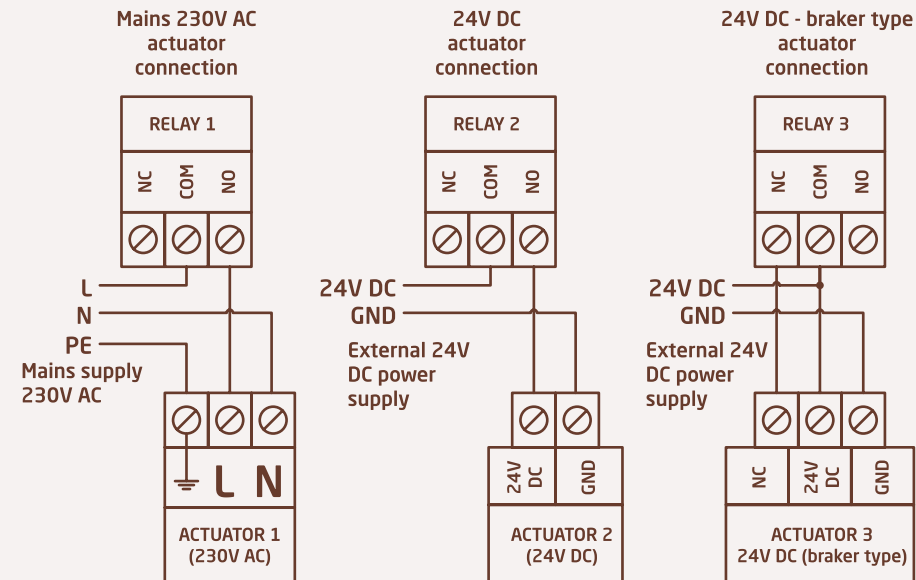 Mains 230V AC
actuator
connection
RELAY 1
NC
COM
NO
L
N
PE
Mains supply
230V AC
L N
ACTUATOR 1
(230V AC)
24V DC
actuator
connection
RELAY 2
NC
COM
NO
24V DC
GND
External 24V
DC power
supply
24V
DC
GND
ACTUATOR 2
(24V DC)
24V DC - braker type
actuator
connection
RELAY 3
NC
COM
NO
24V DC
GND
External 24V
DC power
supply
NC
24V
DC
GND
ACTUATOR 3
24V DC (braker type)